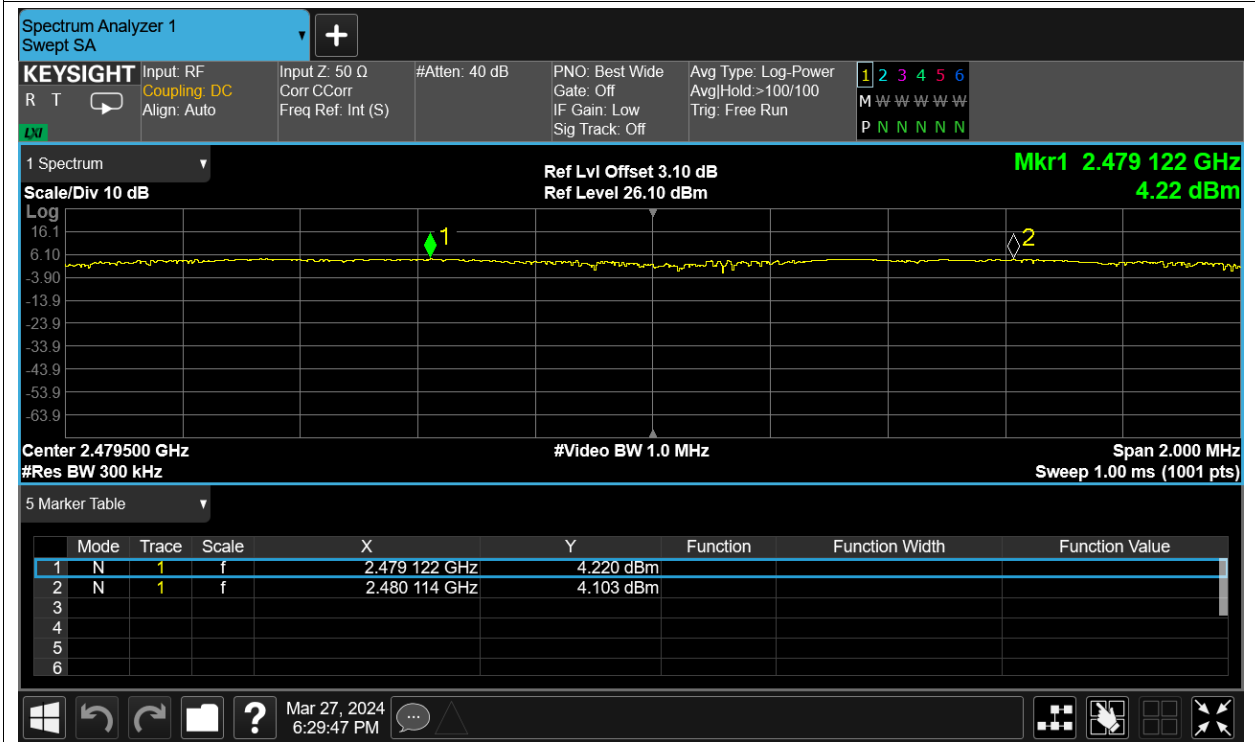 Spectrum Analyzer 1
Swept SA
KEYSIGHT
R T
LXI
Input: RF
Coupling: DC
Align: Auto
Input Z: 50 Ω
Corr CCorr
Freq Ref: Int (S)
#Atten: 40 dB
PNO: Best Wide
Gate: Off
IF Gain: Low
Sig Track: Off
Avg Type: Log-Power
Avg|Hold:>100/100
Trig: Free Run
1 2 3 4 5 6
M W W W W W
P N N N N N
1 Spectrum
Scale/Div 10 dB
Ref Lvl Offset 3.10 dB
Ref Level 26.10 dBm
Mkr1 2.479 122 GHz
4.22 dBm
Log
16.1
6.10
-3.90
-13.9
-23.9
-33.9
-43.9
-53.9
-63.9
1
2
Center 2.479500 GHz
#Video BW 1.0 MHz
Span 2.000 MHz
#Res BW 300 kHz
Sweep 1.00 ms (1001 pts)
5 Marker Table
Mode Trace Scale X Y Function Function Width Function Value
1 N 1 f 2.479 122 GHz 4.220 dBm
2 N 1 f 2.480 114 GHz 4.103 dBm
3
4
5
6
?
Mar 27, 2024
6:29:47 PM